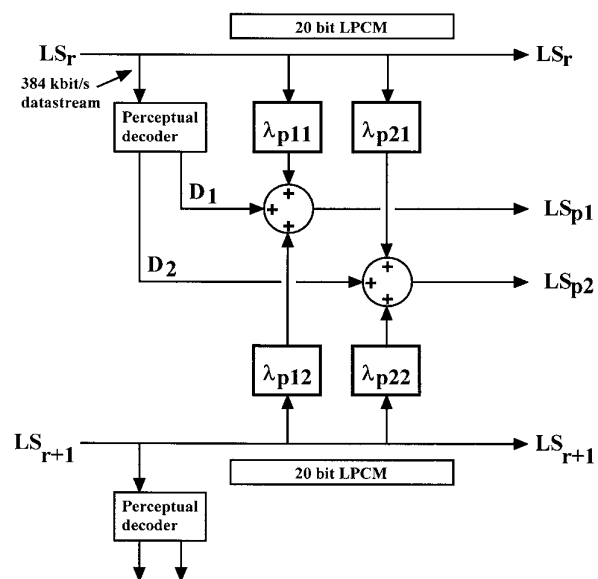 20 bit LPCM
LSr
LSr
384 kbit/s
datastream
Perceptual
decoder
λp11
λp21
D1
+
+
+
LSp1
D2
+
+
+
LSp2
λp12
λp22
LSr+1
LSr+1
20 bit LPCM
Perceptual
decoder